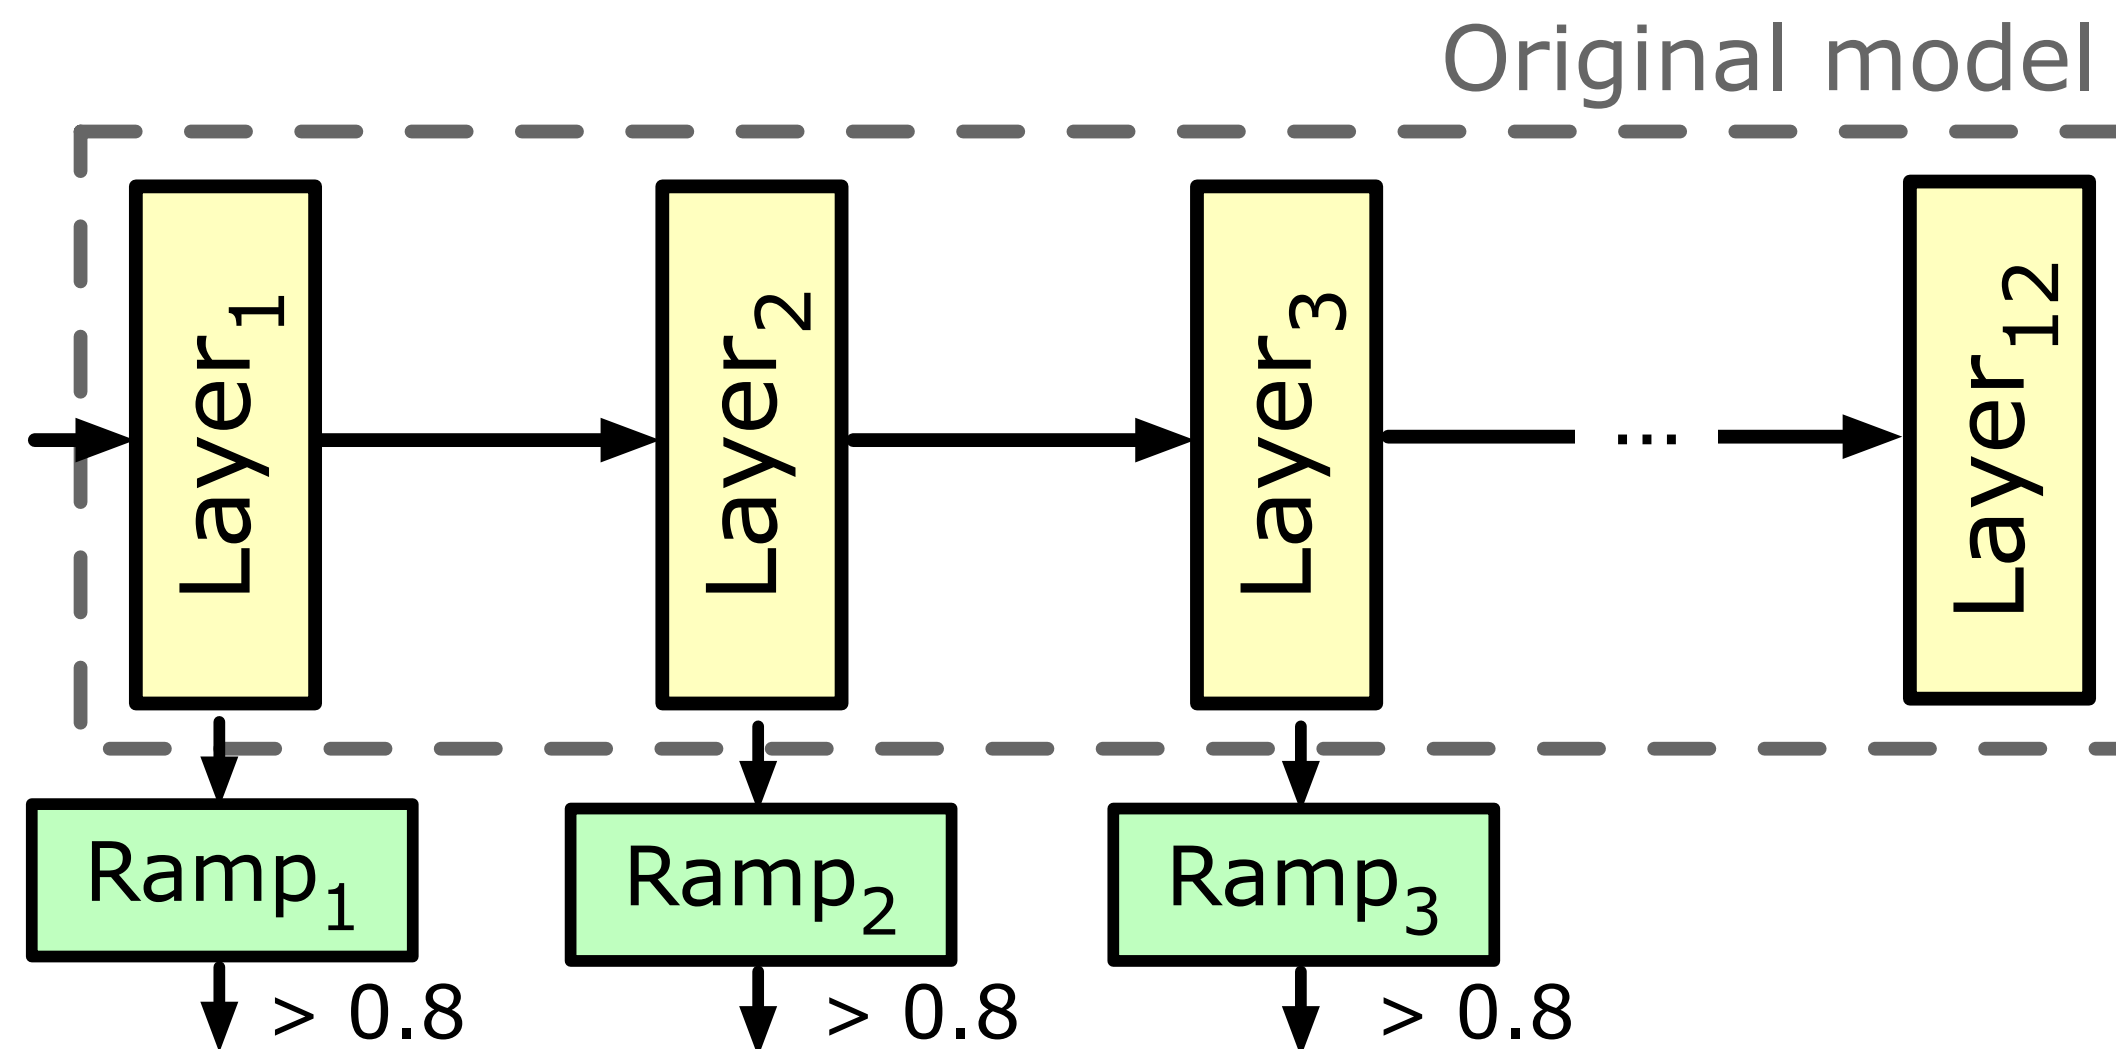 Original model
Layer₁
Layer₂
Layer₃
...
Layer₁₂
Ramp₁
Ramp₂
Ramp₃
> 0.8
> 0.8
> 0.8